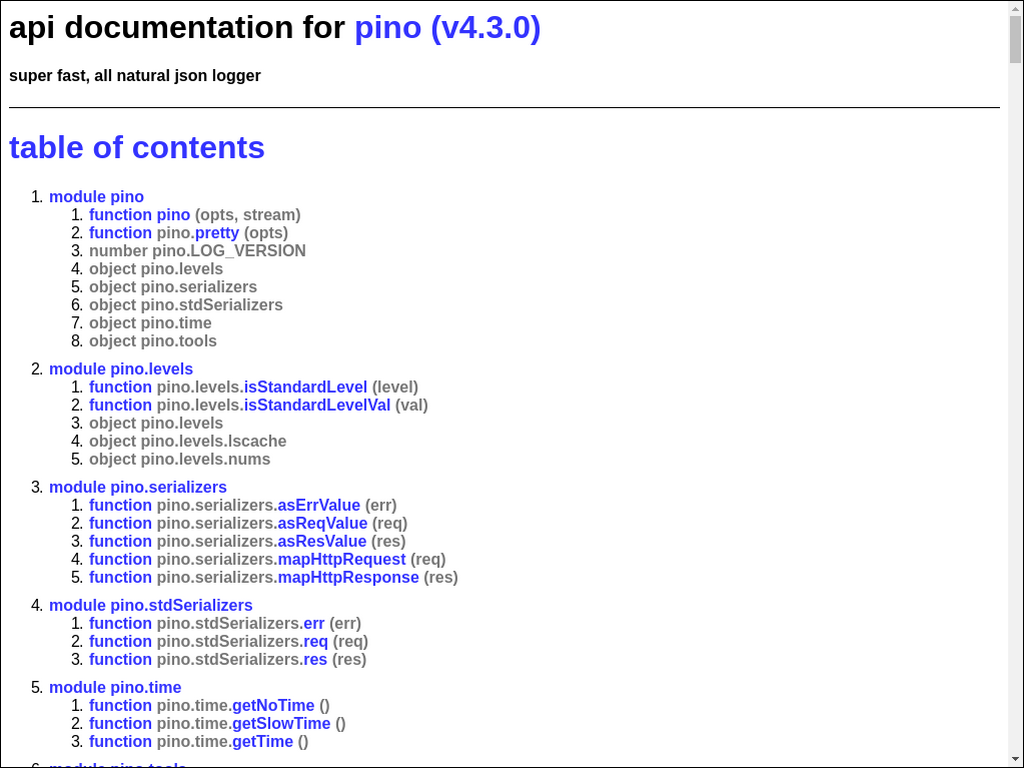 api documentation for pino (v4.3.0)
super fast, all natural json logger
table of contents
1. module pino
1. function pino (opts, stream)
2. function pino.pretty (opts)
3. number pino.LOG_VERSION
4. object pino.levels
5. object pino.serializers
6. object pino.stdSerializers
7. object pino.time
8. object pino.tools
2. module pino.levels
1. function pino.levels.isStandardLevel (level)
2. function pino.levels.isStandardLevelVal (val)
3. object pino.levels
4. object pino.levels.lscache
5. object pino.levels.nums
3. module pino.serializers
1. function pino.serializers.asErrValue (err)
2. function pino.serializers.asReqValue (req)
3. function pino.serializers.asResValue (res)
4. function pino.serializers.mapHttpRequest (req)
5. function pino.serializers.mapHttpResponse (res)
4. module pino.stdSerializers
1. function pino.stdSerializers.err (err)
2. function pino.stdSerializers.req (req)
3. function pino.stdSerializers.res (res)
5. module pino.time
1. function pino.time.getNoTime ()
2. function pino.time.getSlowTime ()
3. function pino.time.getTime ()
6. module pino.tools